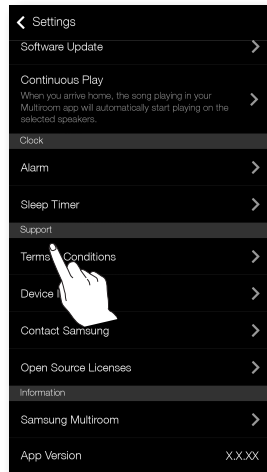 Settings
Software Update
Continuous Play
When you arrive home, the song playing in your
Multiroom app will automatically start playing on the
selected speakers.
Clock
Alarm
Sleep Timer
Support
Terms Conditions
Device
Contact Samsung
Open Source Licenses
Information
Samsung Multiroom
App Version X.X.XX